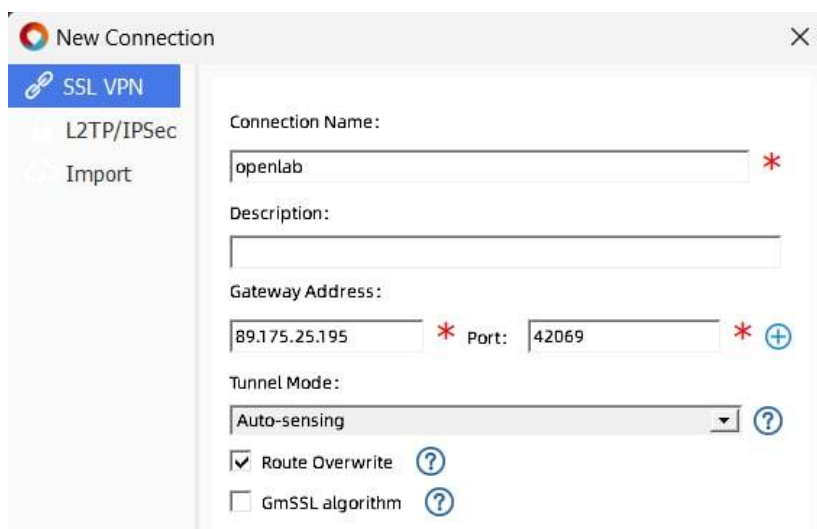 New Connection
SSL VPN
L2TP/IPSec
Import
Connection Name:
openlab *
Description:
Gateway Address:
89.175.25.195 * Port: 42069 *
Tunnel Mode:
Auto-sensing ?
Route Overwrite ?
GmSSL algorithm ?